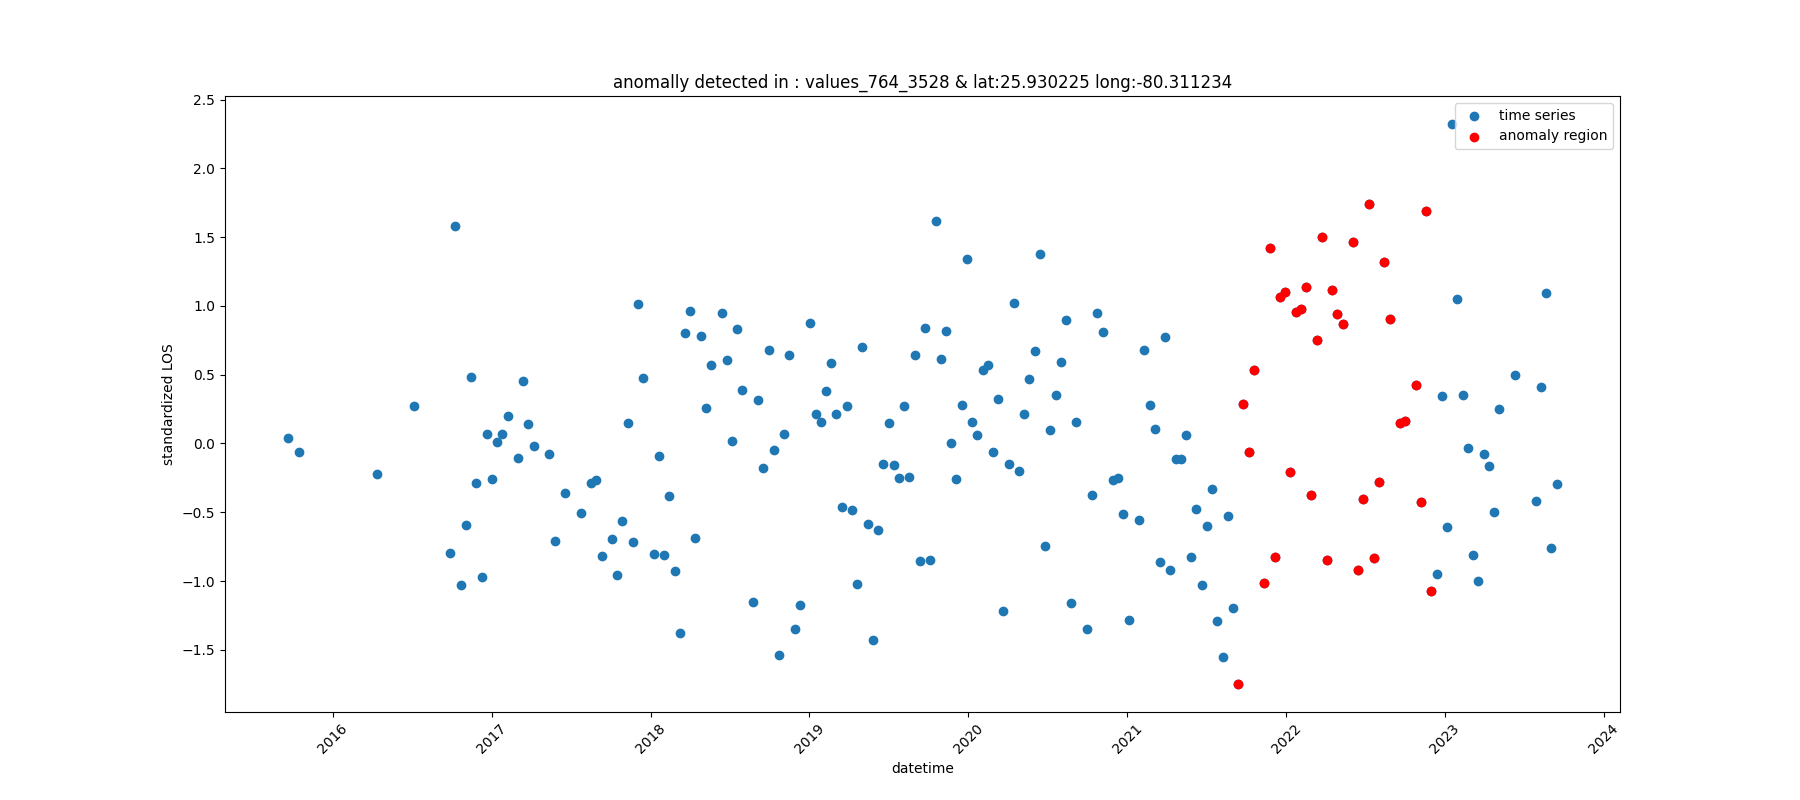 anomally detected in : values_764_3528 & lat:25.930225 long:-80.311234
time series
anomaly region
standardized LOS
2.5
2.0
1.5
1.0
0.5
0.0
−0.5
−1.0
−1.5
2016 2017 2018 2019 2020 2021 2022 2023 2024
datetime